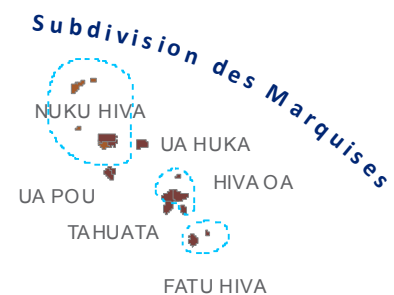 Subdivision des Marquises
NUKU HIVA
UA HUKA
HIVA OA
UA POU
TAHUATA
FATU HIVA